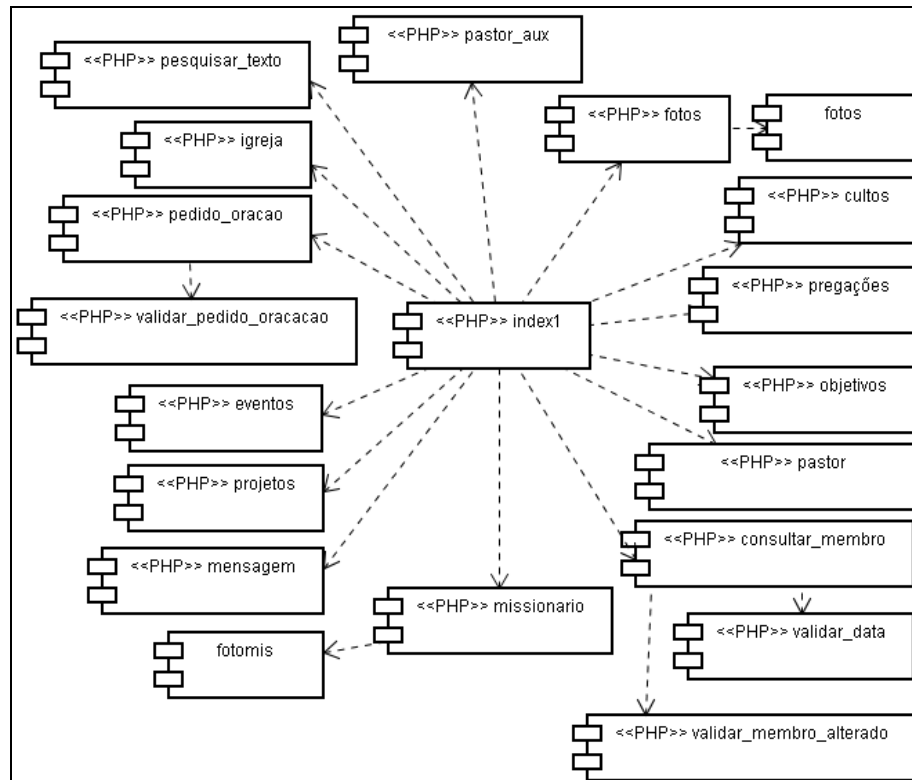 <<PHP>> pastor_aux
<<PHP>> pesquisar_texto
<<PHP>> fotos
fotos
<<PHP>> igreja
<<PHP>> cultos
<<PHP>> pedido_oracao
<<PHP>> pregações
<<PHP>> validar_pedido_oracacao
<<PHP>> index1
<<PHP>> objetivos
<<PHP>> eventos
<<PHP>> pastor
<<PHP>> projetos
<<PHP>> consultar_membro
<<PHP>> mensagem
<<PHP>> missionario
<<PHP>> validar_data
fotomis
<<PHP>> validar_membro_alterado